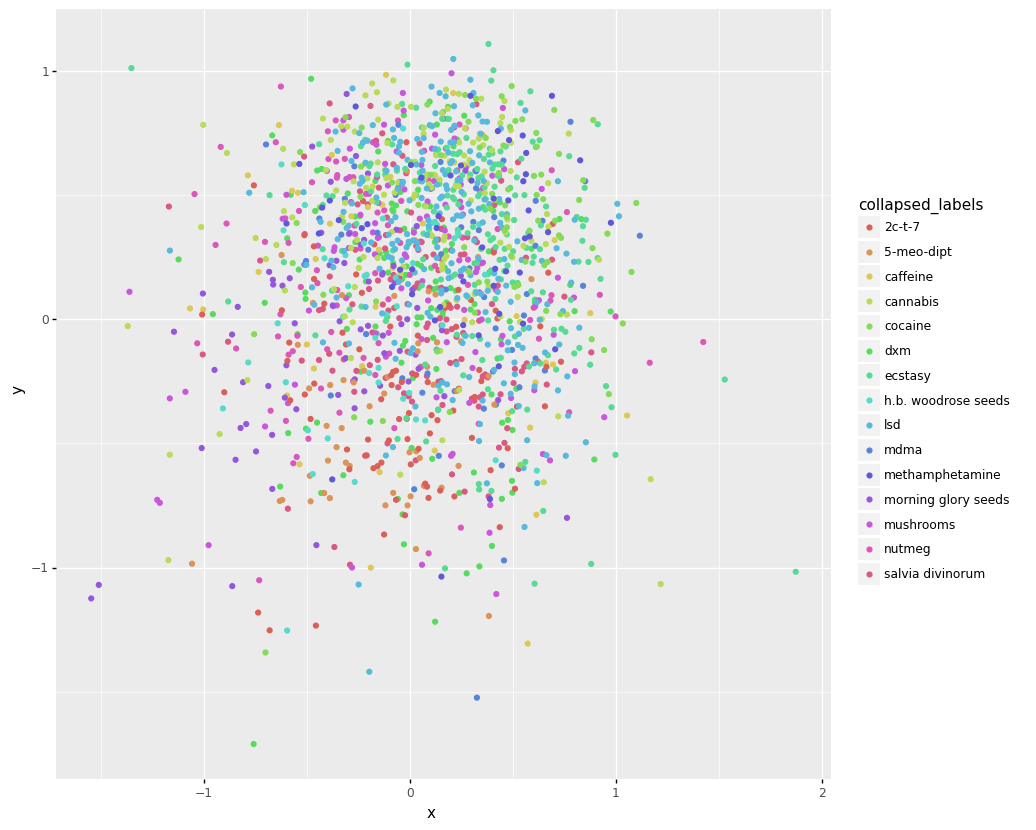 1
0
−1
y
−1
0
1
2
x
collapsed_labels
2c-t-7
5-meo-dipt
caffeine
cannabis
cocaine
dxm
ecstasy
h.b. woodrose seeds
lsd
mdma
methamphetamine
morning glory seeds
mushrooms
nutmeg
salvia divinorum